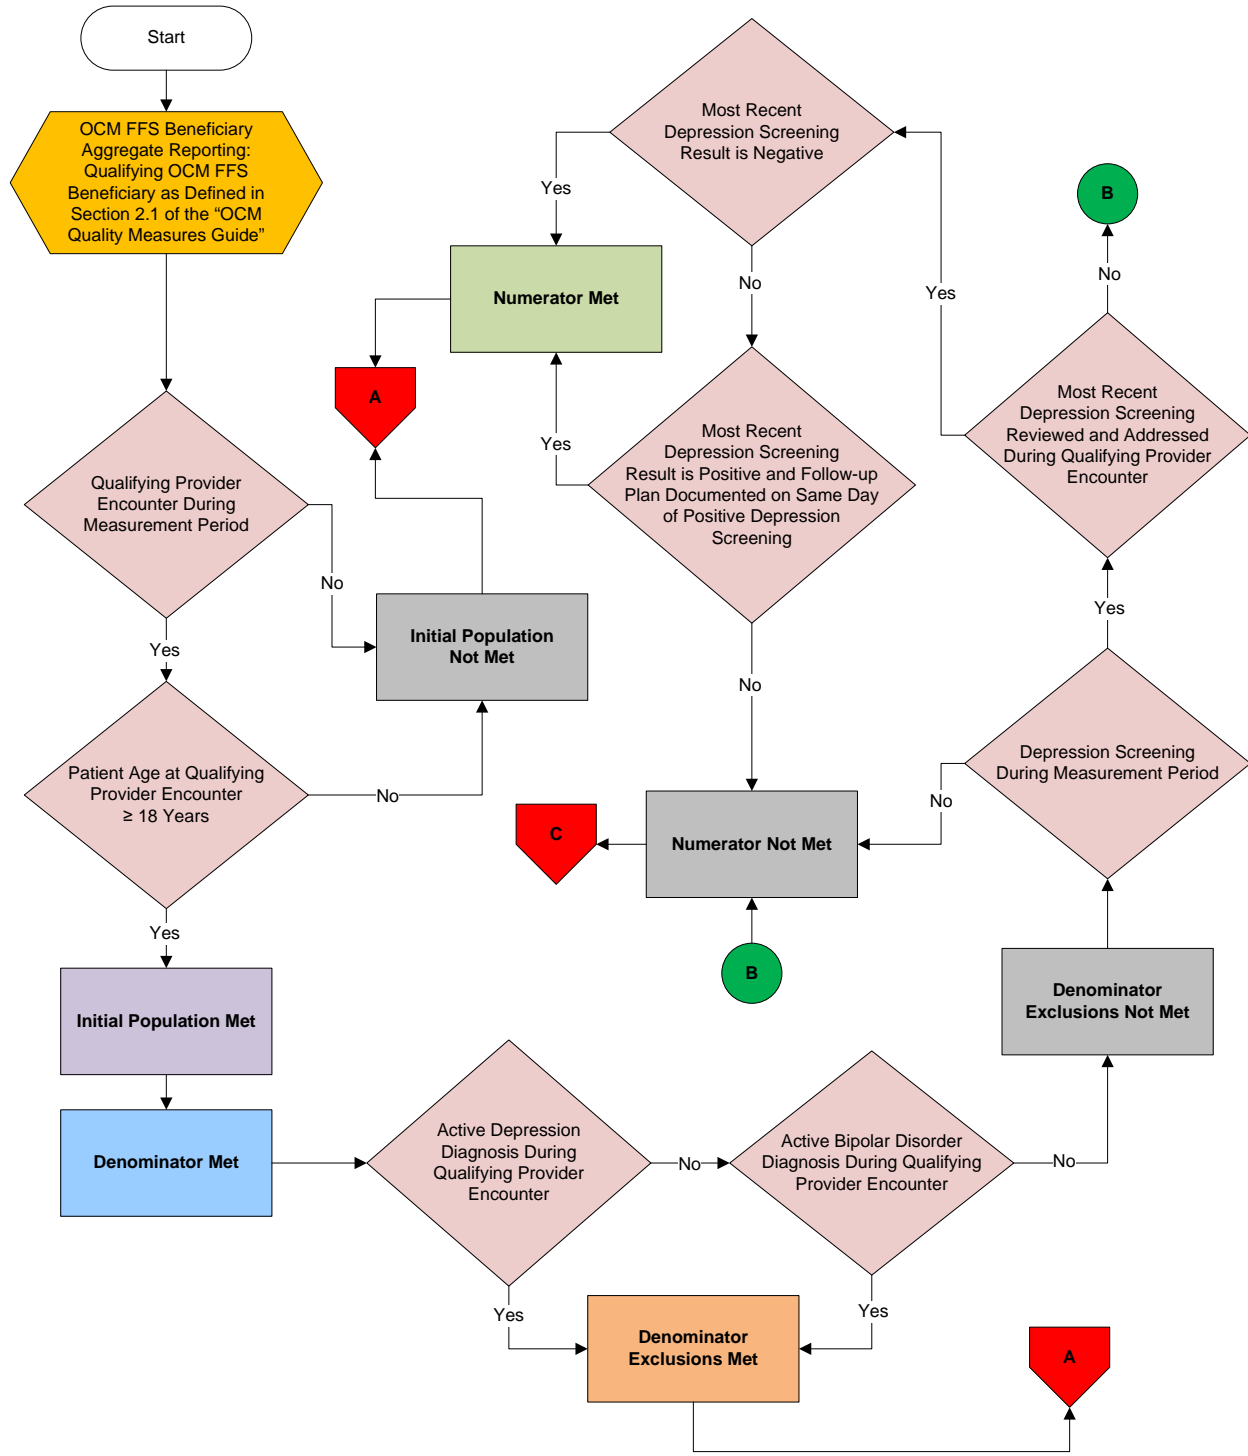 Start
OCM FFS Beneficiary
Aggregate Reporting:
Qualifying OCM FFS
Beneficiary as Defined in
Section 2.1 of the “OCM
Quality Measures Guide”
Qualifying Provider
Encounter During
Measurement Period
No
Yes
Patient Age at Qualifying
Provider Encounter
≥ 18 Years
No
Yes
Initial Population
Not Met
A
Initial Population Met
Denominator Met
Active Depression
Diagnosis During
Qualifying Provider
Encounter
No
Yes
Active Bipolar Disorder
Diagnosis During Qualifying
Provider Encounter
No
Yes
Denominator
Exclusions Met
A
Denominator
Exclusions Not Met
Depression Screening
During Measurement Period
No
Yes
Most Recent
Depression Screening
Reviewed and Addressed
During Qualifying Provider
Encounter
No
B
Yes
Most Recent
Depression Screening
Result is Negative
Yes
No
Numerator Met
Most Recent
Depression Screening
Result is Positive and Follow-up
Plan Documented on Same Day
of Positive Depression
Screening
Yes
No
Numerator Not Met
C
B